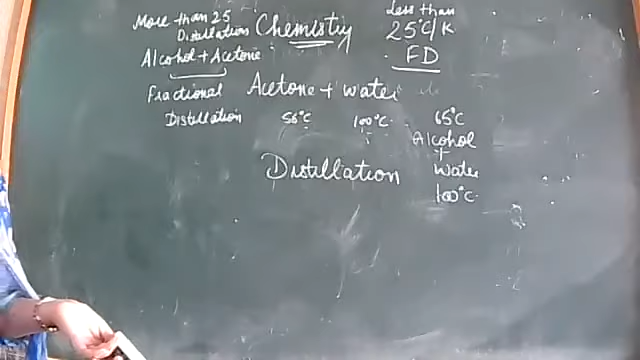 More than 25
Distillation
Chemistry
Less than
25°C/K
FD
Alcohol + Acetone
Fractional
Distillation
Acetone + water
56°C
100°C
65°C
Alcohol
+
Water
100°C
Distillation